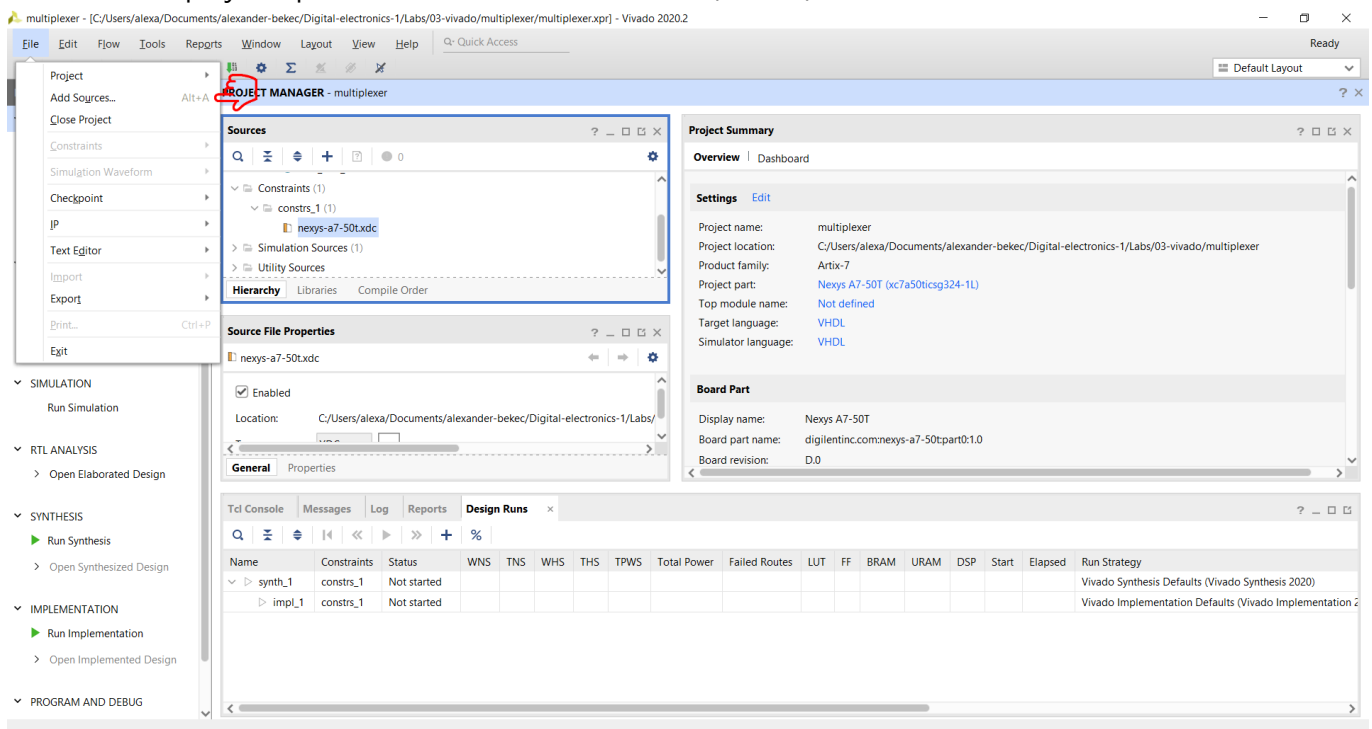 multiplexer - [C:/Users/alexa/Documents/alexander-bekec/Digital-electronics-1/Labs/03-vivado/multiplexer/multiplexer.xpr] - Vivado 2020.2
File Edit Flow Tools Reports Window Layout View Help Quick Access Ready
Default Layout
Project
Add Sources... Alt+A
Close Project
Constraints
Simulation Waveform
Checkpoint
IP
Text Editor
Import
Export
Print... Ctrl+P
Exit
SIMULATION
Run Simulation
RTL ANALYSIS
Open Elaborated Design
SYNTHESIS
Run Synthesis
Open Synthesized Design
IMPLEMENTATION
Run Implementation
Open Implemented Design
PROGRAM AND DEBUG
PROJECT MANAGER - multiplexer
Sources
0
Constraints (1)
constrs_1 (1)
nexys-a7-50t.xdc
Simulation Sources (1)
Utility Sources
Hierarchy Libraries Compile Order
Source File Properties
nexys-a7-50t.xdc
Enabled
Location: C:/Users/alexa/Documents/alexander-bekec/Digital-electronics-1/Labs/
General Properties
Project Summary
Overview Dashboard
Settings Edit
Project name: multiplexer
Project location: C:/Users/alexa/Documents/alexander-bekec/Digital-electronics-1/Labs/03-vivado/multiplexer
Product family: Artix-7
Project part: Nexys A7-50T (xc7a50ticsg324-1L)
Top module name: Not defined
Target language: VHDL
Simulator language: VHDL
Board Part
Display name: Nexys A7-50T
Board part name: digilentinc.com:nexys-a7-50t:part0:1.0
Board revision: D.0
Tcl Console Messages Log Reports Design Runs
Name Constraints Status WNS TNS WHS THS TPWS Total Power Failed Routes LUT FF BRAM URAM DSP Start Elapsed Run Strategy
synth_1 constrs_1 Not started Vivado Synthesis Defaults (Vivado Synthesis 2020)
impl_1 constrs_1 Not started Vivado Implementation Defaults (Vivado Implementation 2